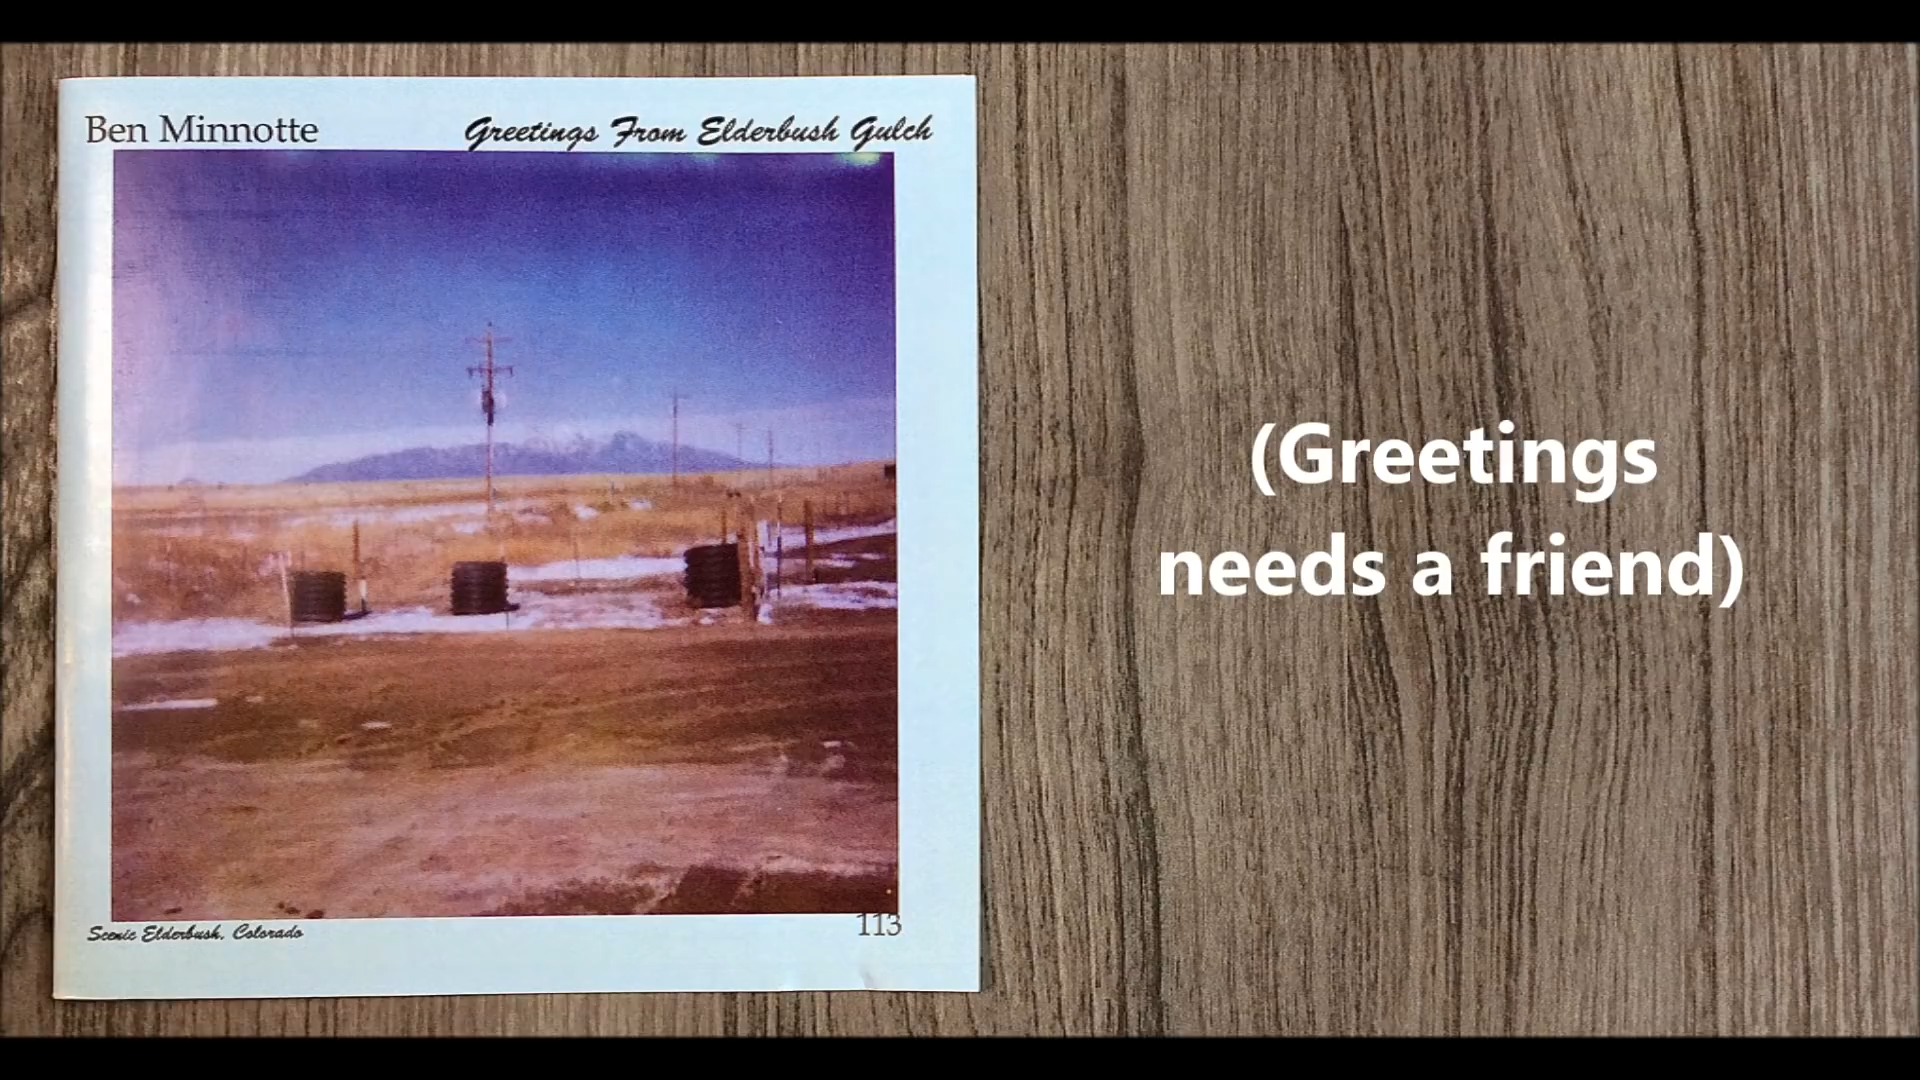 Ben Minnotte
Greetings From Elderbush Gulch
Scenic Elderbush, Colorado
113
(Greetings
needs a friend)